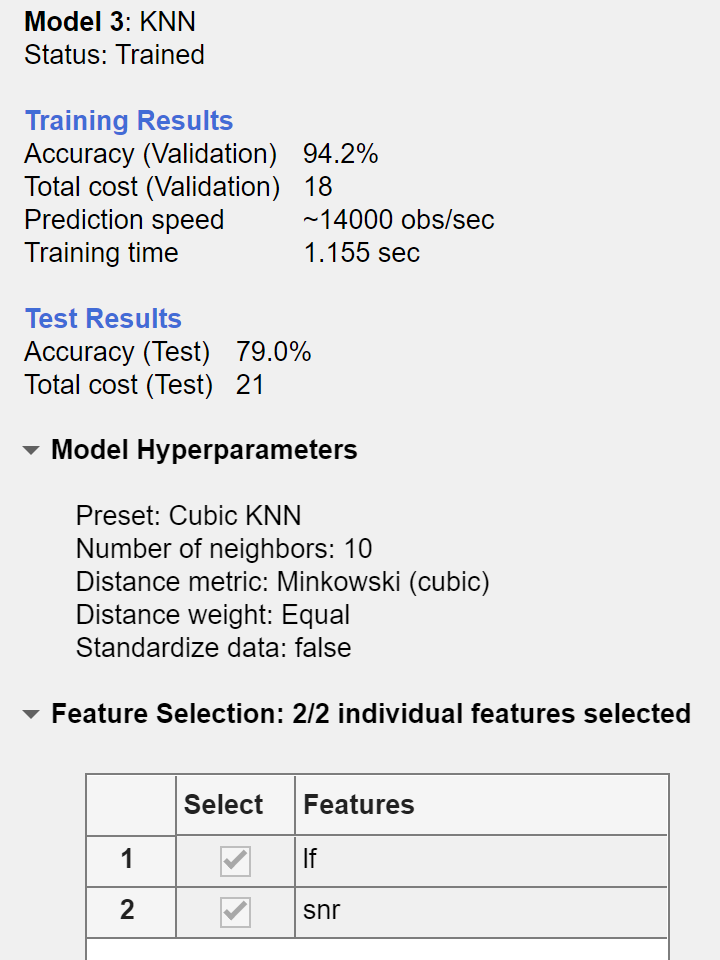 Model 3: KNN
Status: Trained
Training Results
Accuracy (Validation) 94.2%
Total cost (Validation) 18
Prediction speed ~14000 obs/sec
Training time 1.155 sec
Test Results
Accuracy (Test) 79.0%
Total cost (Test) 21
Model Hyperparameters
Preset: Cubic KNN
Number of neighbors: 10
Distance metric: Minkowski (cubic)
Distance weight: Equal
Standardize data: false
Feature Selection: 2/2 individual features selected
Select Features
1 lf
2 snr